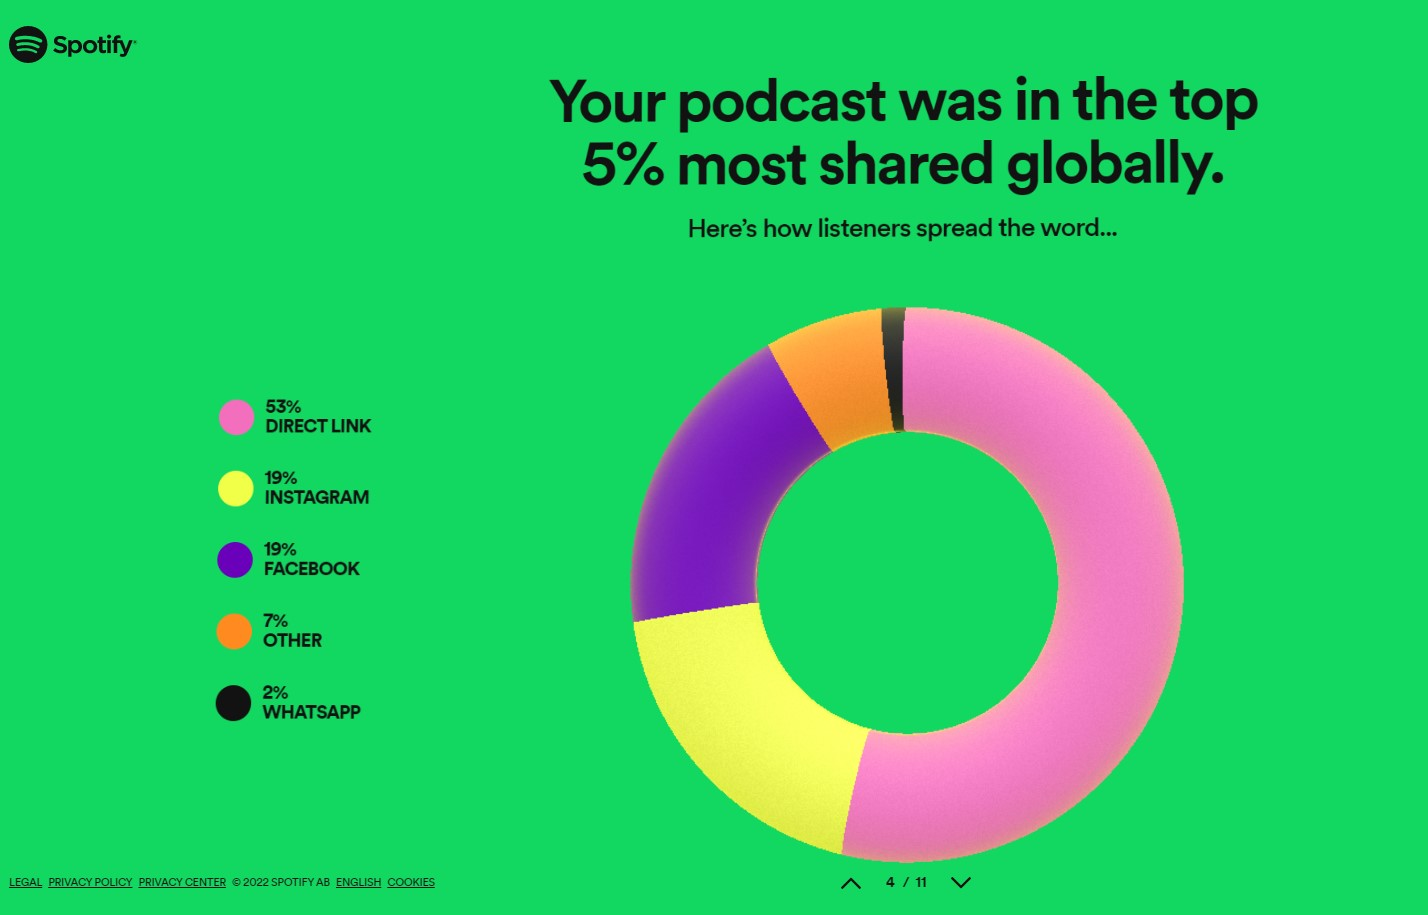 Spotify
Your podcast was in the top
5% most shared globally.
Here’s how listeners spread the word...
53%
DIRECT LINK
19%
INSTAGRAM
19%
FACEBOOK
7%
OTHER
2%
WHATSAPP
LEGAL PRIVACY POLICY PRIVACY CENTER © 2022 SPOTIFY AB ENGLISH COOKIES
4 / 11